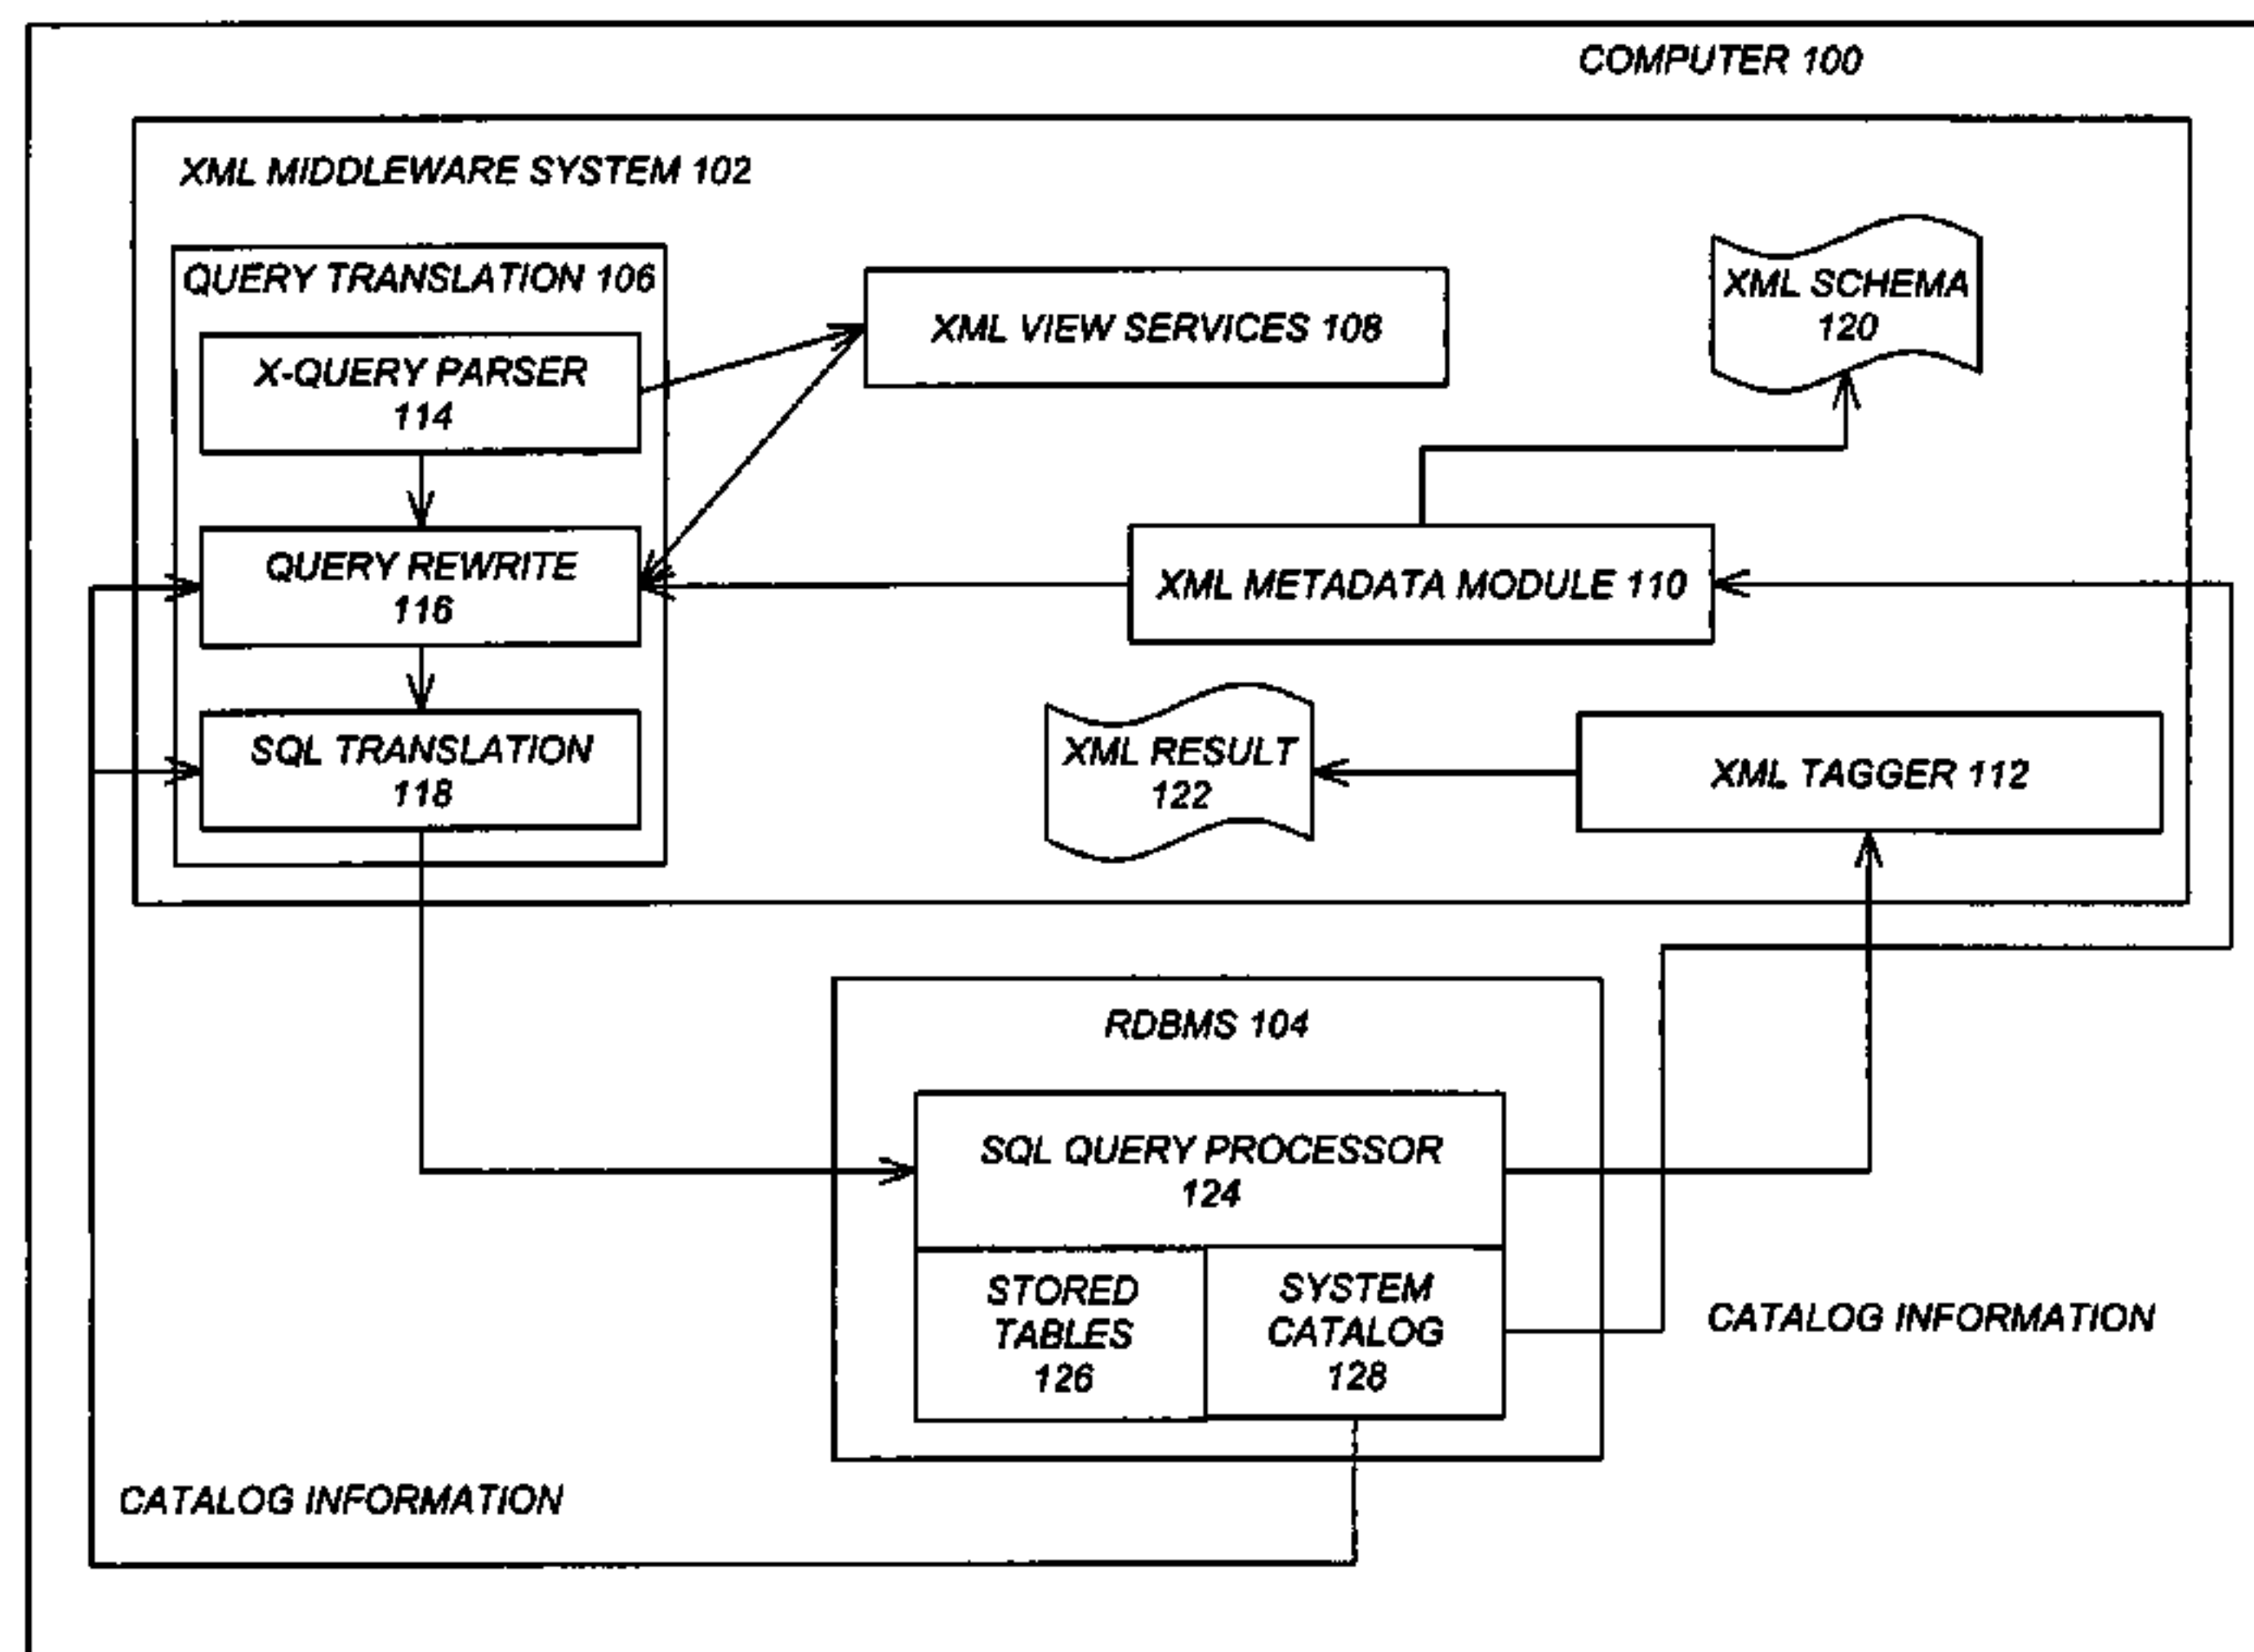 COMPUTER 100
XML MIDDLEWARE SYSTEM 102
QUERY TRANSLATION 106
X-QUERY PARSER
114
QUERY REWRITE
116
SQL TRANSLATION
118
XML VIEW SERVICES 108
XML SCHEMA
120
XML METADATA MODULE 110
XML RESULT
122
XML TAGGER 112
RDBMS 104
SQL QUERY PROCESSOR
124
STORED
TABLES
126
SYSTEM
CATALOG
128
CATALOG INFORMATION
CATALOG INFORMATION